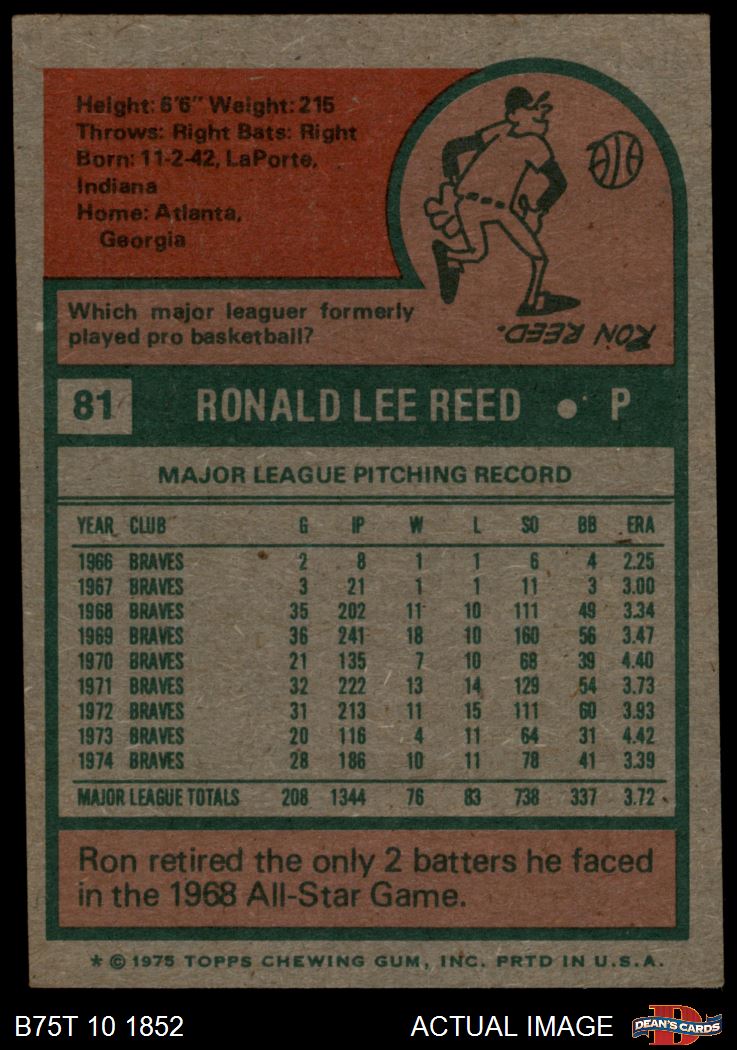 Height: 6'6" Weight: 215
Throws: Right Bats: Right
Born: 11-2-42, LaPorte,
Indiana
Home: Atlanta,
Georgia
Which major leaguer formerly
played pro basketball?
RON REED.
81 RONALD LEE REED ● P
MAJOR LEAGUE PITCHING RECORD
YEAR CLUB G IP W L SO BB ERA
1966 BRAVES 2 8 1 1 6 4 2.25
1967 BRAVES 3 21 1 1 11 3 3.00
1968 BRAVES 35 202 11 10 111 49 3.34
1969 BRAVES 36 241 18 10 160 56 3.47
1970 BRAVES 21 135 7 10 68 39 4.40
1971 BRAVES 32 222 13 14 129 54 3.73
1972 BRAVES 31 213 11 15 111 60 3.93
1973 BRAVES 20 116 4 11 64 31 4.42
1974 BRAVES 28 186 10 11 78 41 3.39
MAJOR LEAGUE TOTALS 208 1344 76 83 738 337 3.72
Ron retired the only 2 batters he faced
in the 1968 All-Star Game.
* © 1975 TOPPS CHEWING GUM, INC. PRTD IN U.S.A.
B75T 10 1852 ACTUAL IMAGE
D
DEAN'S CARDS